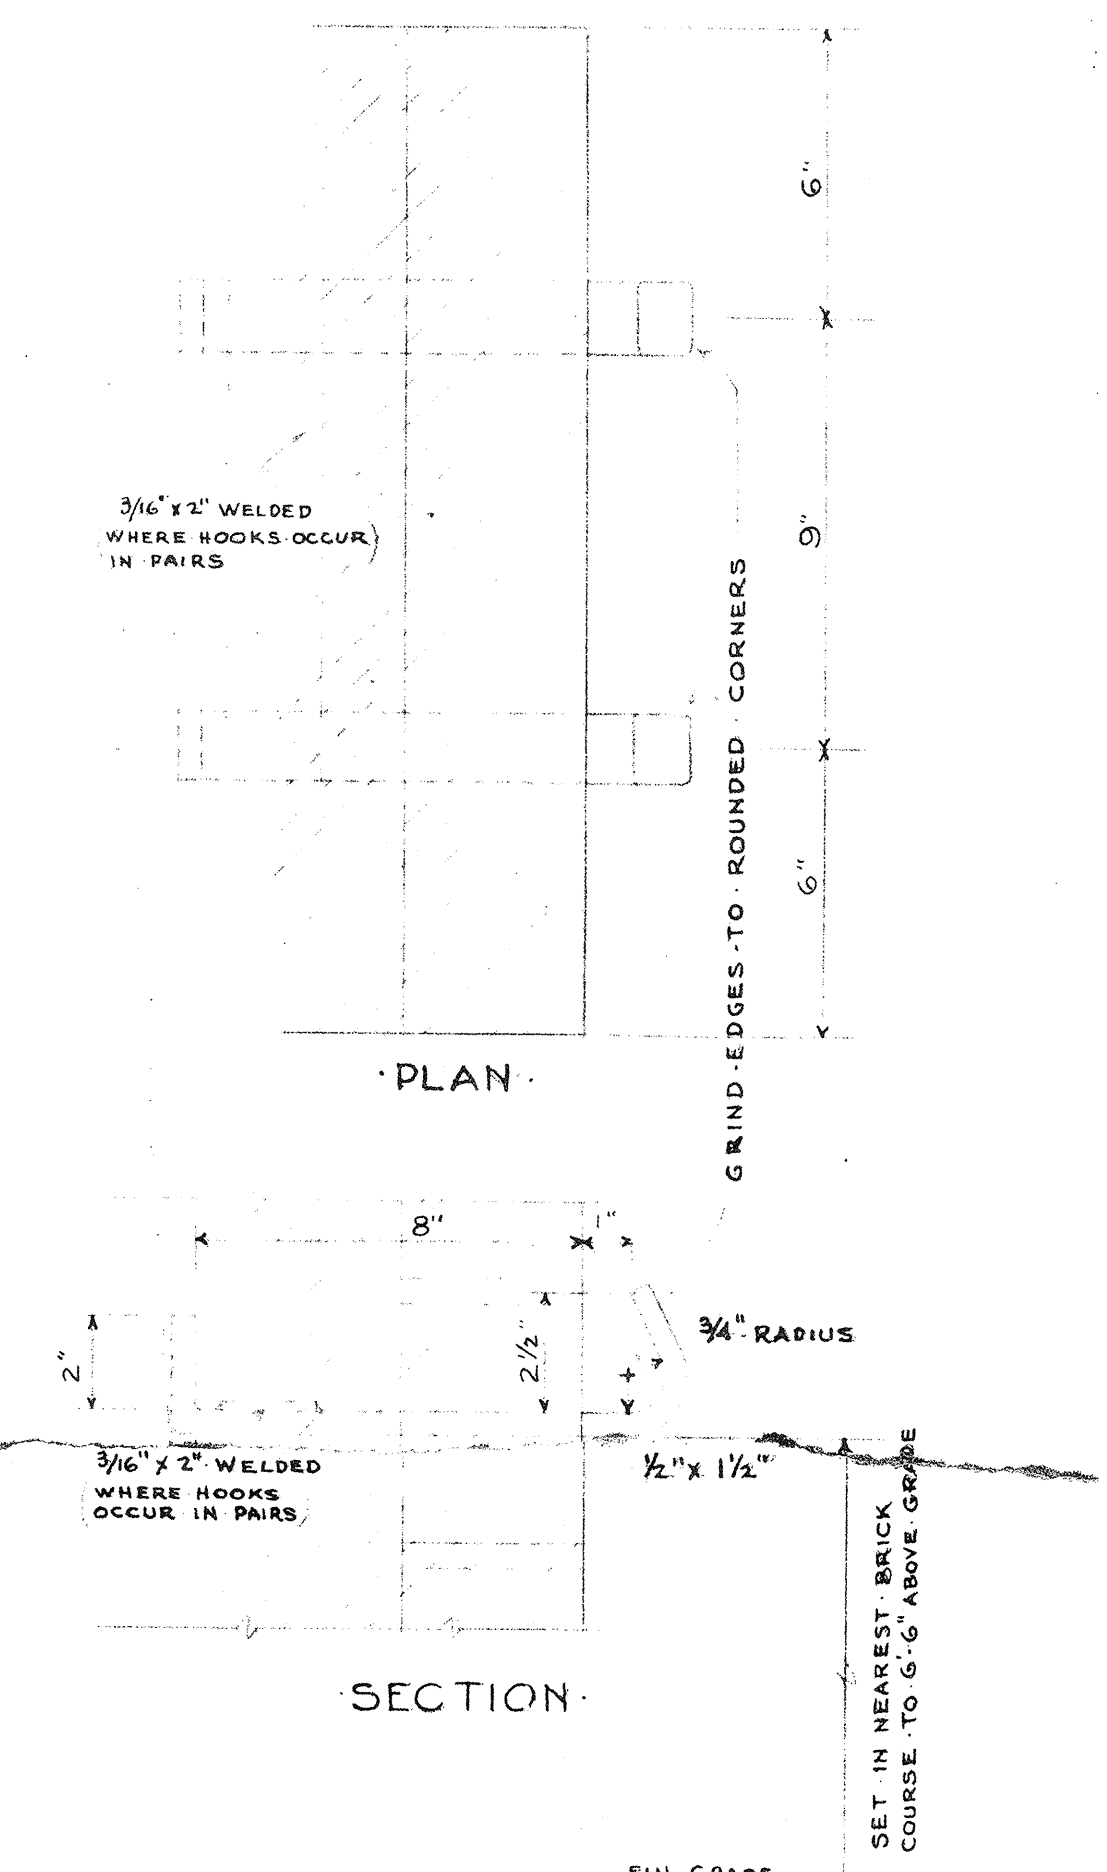 6"
3/16" x 2" WELDED
WHERE HOOKS OCCUR)
IN PAIRS
9"
GRIND EDGES TO ROUNDED CORNERS
6"
·PLAN·
8"
1"
2"
2 1/2"
3/4" RADIUS
3/16" x 2" WELDED
(WHERE HOOKS
OCCUR IN PAIRS)
1/2" x 1 1/2"
SET IN NEAREST BRICK
COURSE TO 6'-6" ABOVE GRADE
·SECTION·
FIN. GRADE